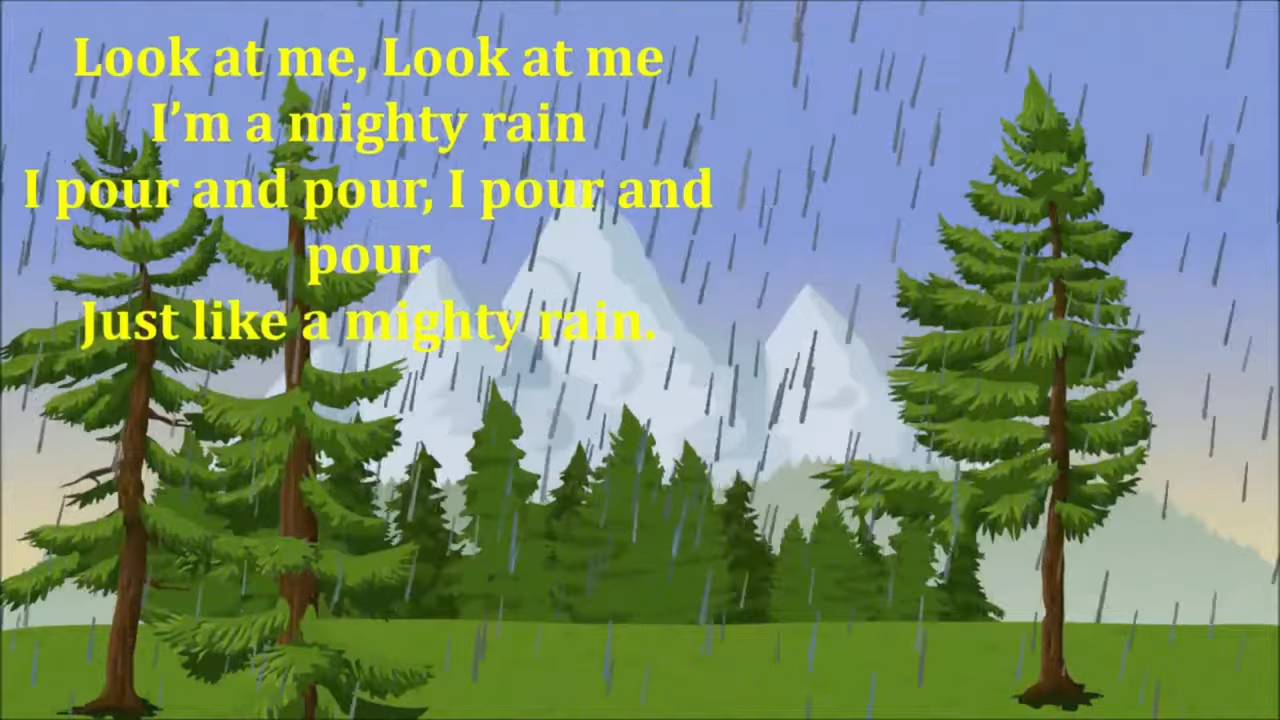 Look at me, Look at me
I’m a mighty rain
I pour and pour, I pour and
pour
Just like a mighty rain.